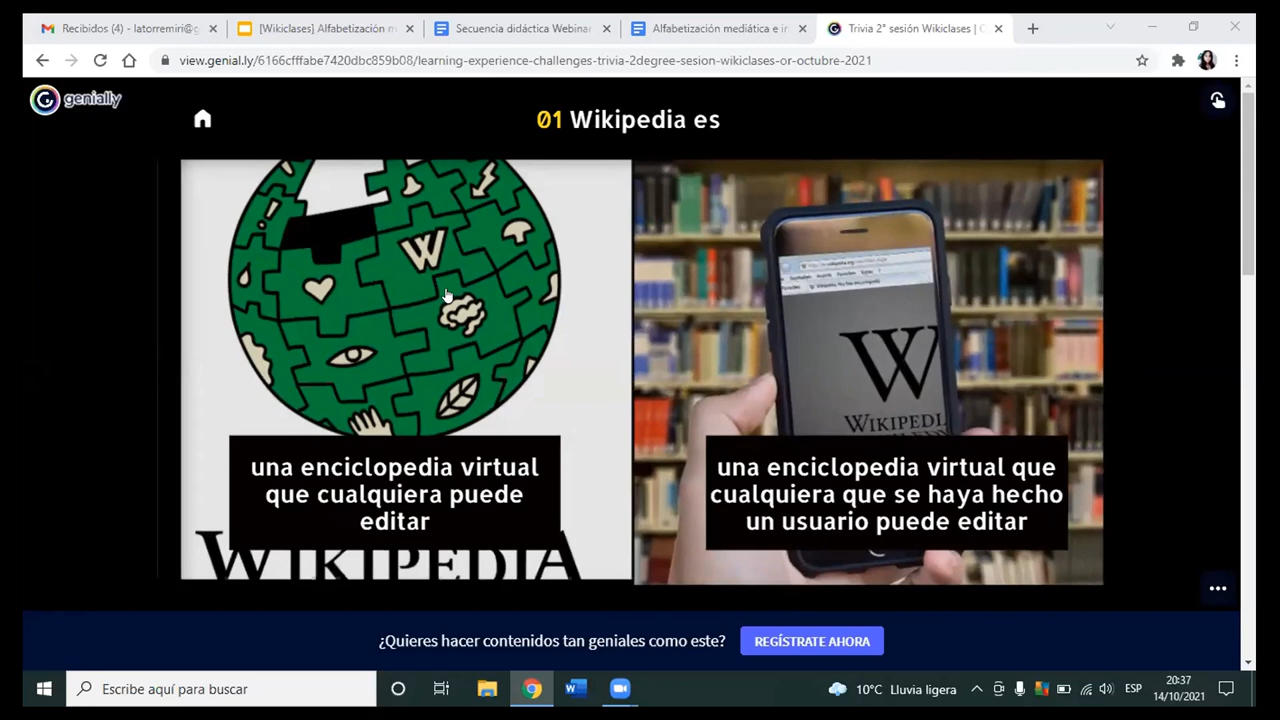 Recibidos (4) - latorremiri@g
[Wikiclases] Alfabetización m
Secuencia didáctica Webinar
Alfabetización mediática e in
Trivia 2° sesión Wikiclases |
view.genial.ly/6166cfffabe7420dbc859b08/learning-experience-challenges-trivia-2degree-sesion-wikiclases-or-octubre-2021
genially
01 Wikipedia es
W
una enciclopedia virtual
que cualquiera puede
editar
WIKIPEDIA
W
WIKIPEDIA
una enciclopedia virtual que
cualquiera que se haya hecho
un usuario puede editar
¿Quieres hacer contenidos tan geniales como este?
REGÍSTRATE AHORA
Escribe aquí para buscar
10°C Lluvia ligera
ESP
20:37
14/10/2021